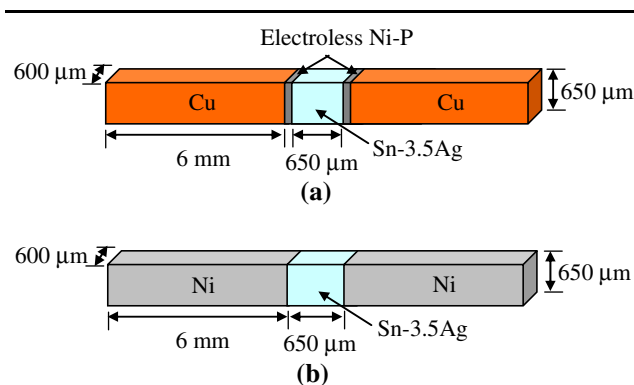 Electroless Ni-P
600 μm
Cu
Cu
650 μm
Sn-3.5Ag
6 mm
650 μm
(a)
600 μm
Ni
Ni
650 μm
Sn-3.5Ag
6 mm
650 μm
(b)